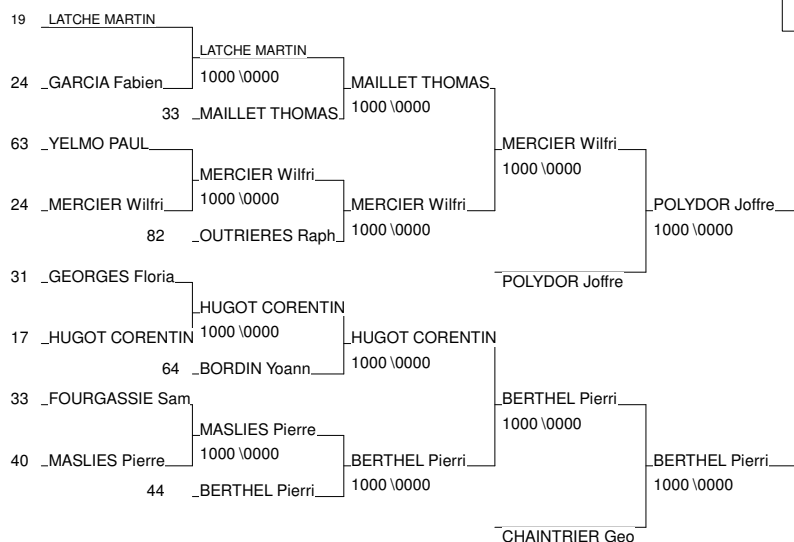 19 LATCHE MARTIN
LATCHE MARTIN
24 GARCIA Fabien 1000 \0000 MAILLET THOMAS
33 MAILLET THOMAS 1000 \0000
63 YELMO PAUL MERCIER Wilfri
MERCIER Wilfri 1000 \0000
24 MERCIER Wilfri 1000 \0000 MERCIER Wilfri POLYDOR Joffre
82 OUTRIERES Raph 1000 \0000 1000 \0000
31 GEORGES Floria POLYDOR Joffre
HUGOT CORENTIN
17 HUGOT CORENTIN 1000 \0000 HUGOT CORENTIN
64 BORDIN Yoann 1000 \0000
33 FOURGASSIE Sam BERTHEL Pierri
MASLIES Pierre 1000 \0000
40 MASLIES Pierre 1000 \0000 BERTHEL Pierri BERTHEL Pierri
44 BERTHEL Pierri 1000 \0000 1000 \0000
CHAINTRIER Geo